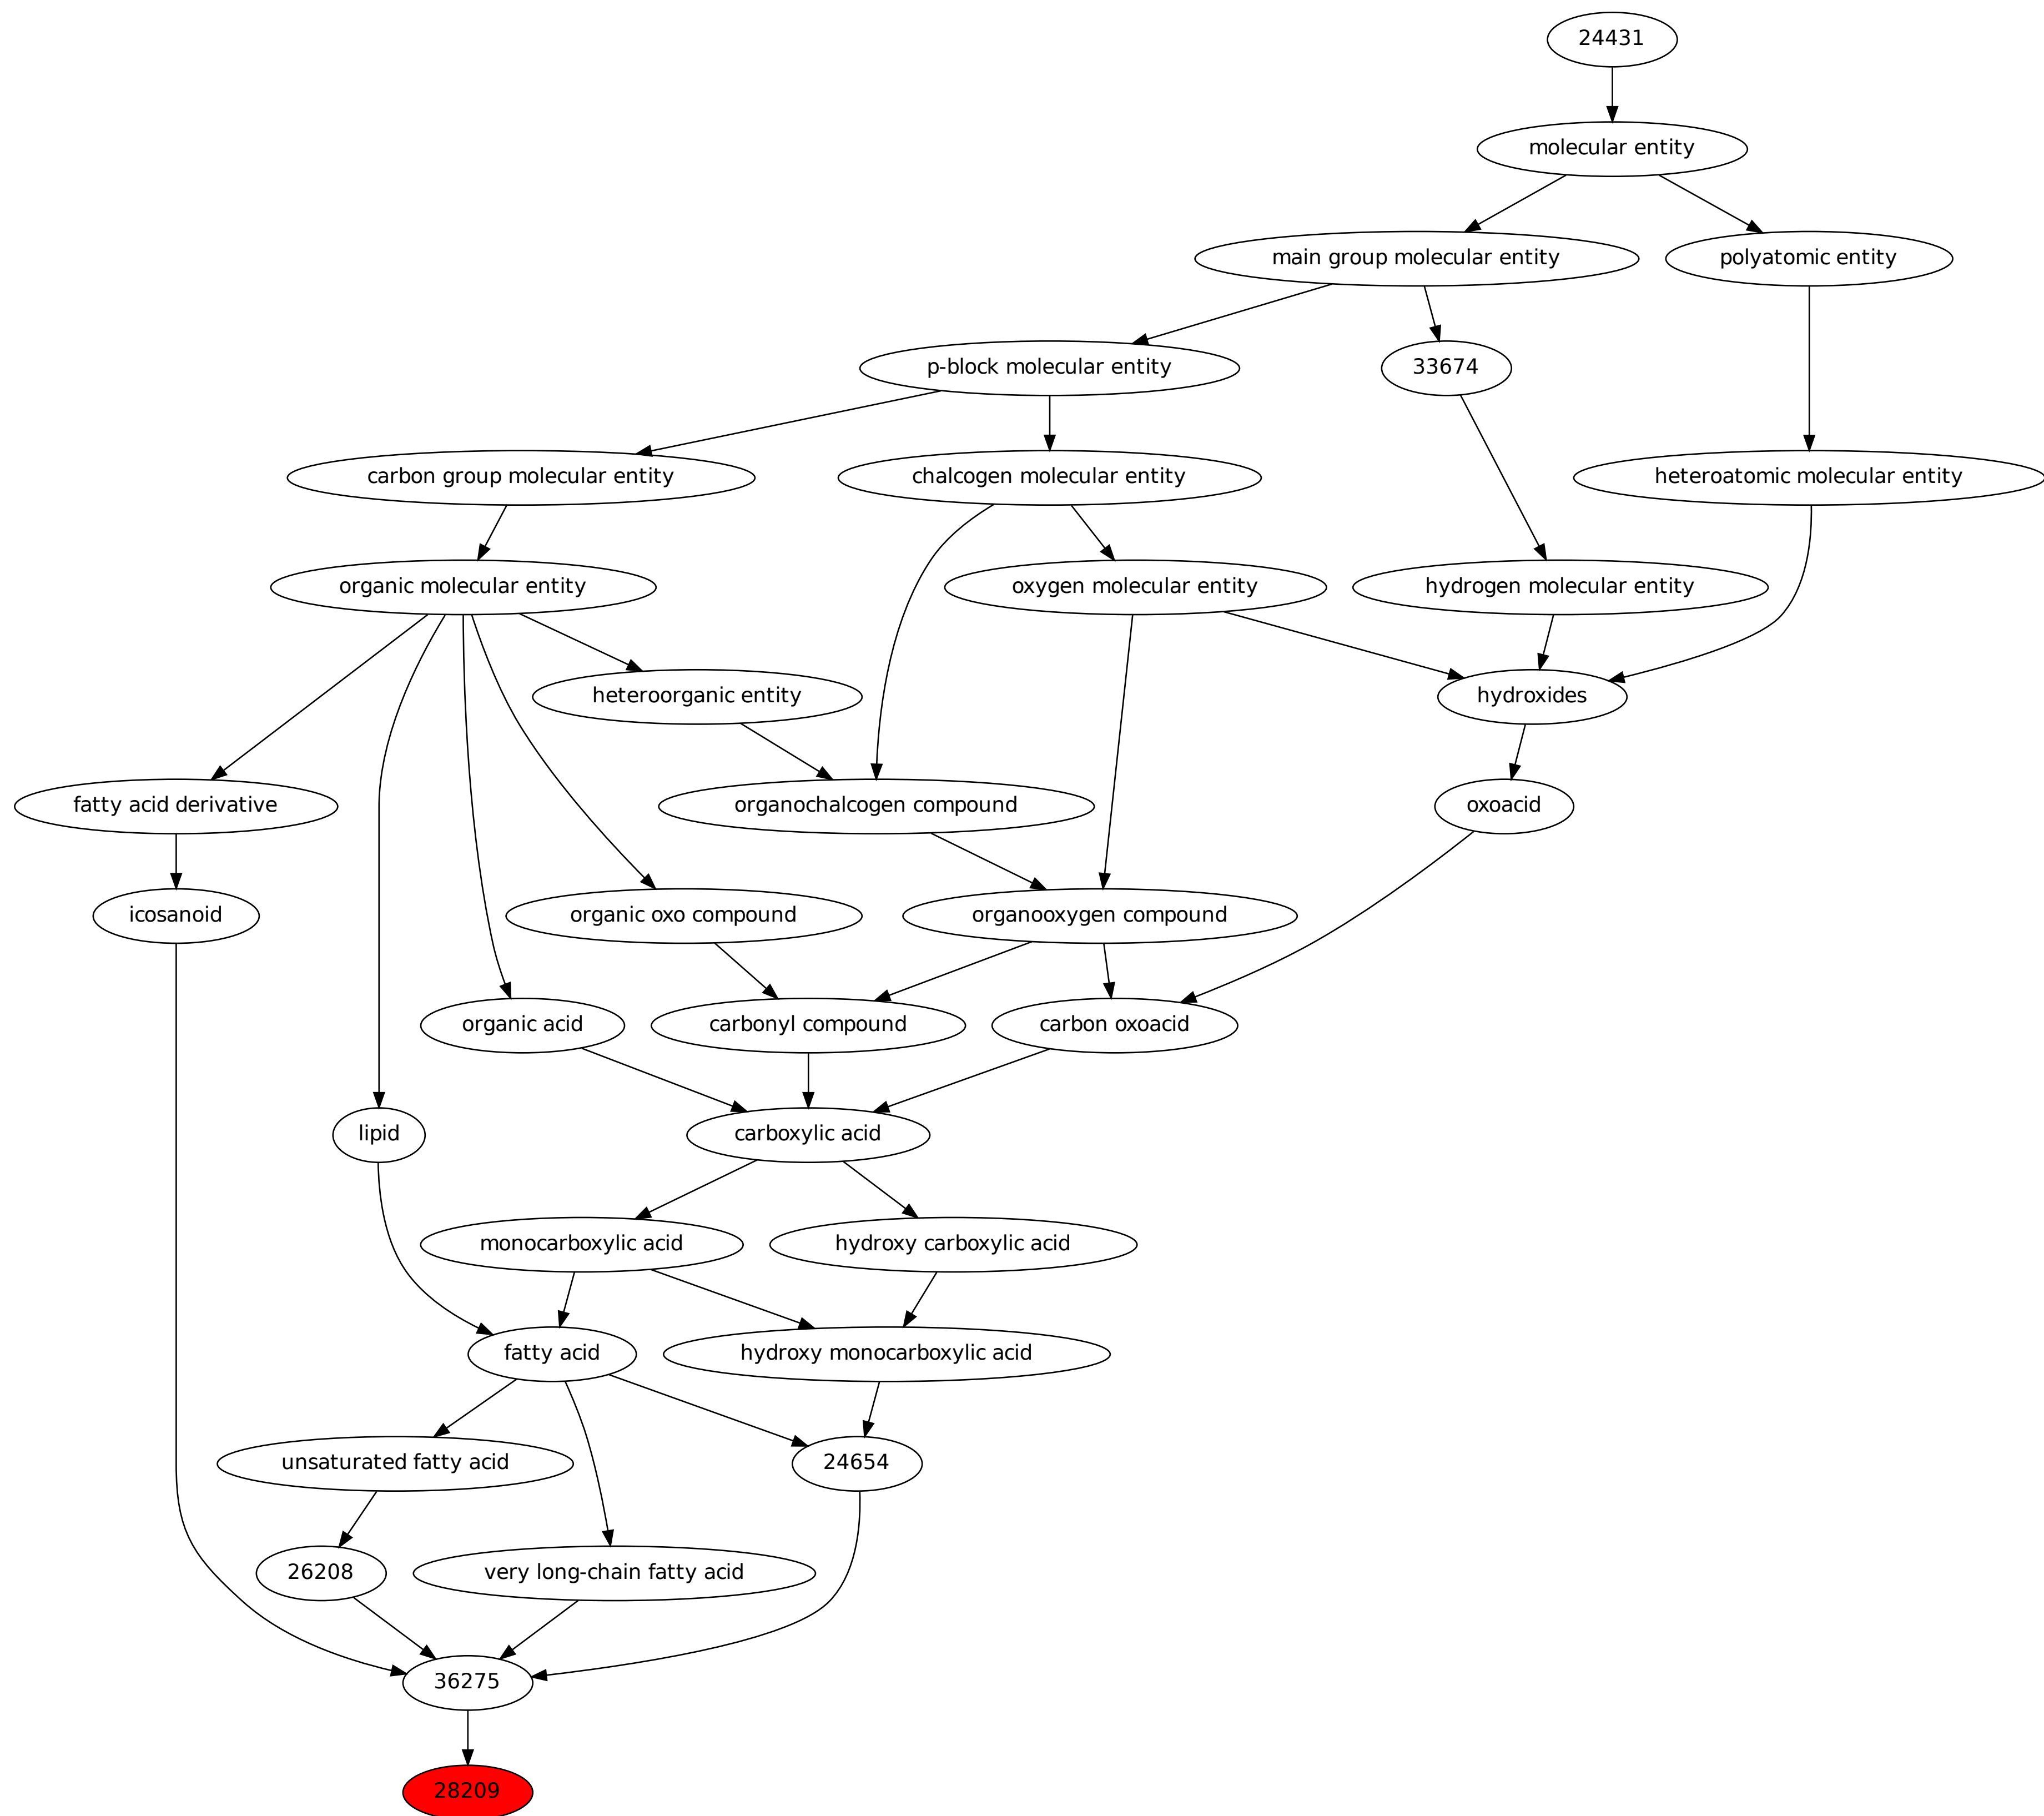 24431
molecular entity
main group molecular entity
polyatomic entity
p-block molecular entity
33674
carbon group molecular entity
chalcogen molecular entity
heteroatomic molecular entity
organic molecular entity
oxygen molecular entity
hydrogen molecular entity
heteroorganic entity
hydroxides
fatty acid derivative
organochalcogen compound
oxoacid
icosanoid
organic oxo compound
organooxygen compound
organic acid
carbonyl compound
carbon oxoacid
lipid
carboxylic acid
monocarboxylic acid
hydroxy carboxylic acid
fatty acid
hydroxy monocarboxylic acid
unsaturated fatty acid
24654
26208
very long-chain fatty acid
36275
28209